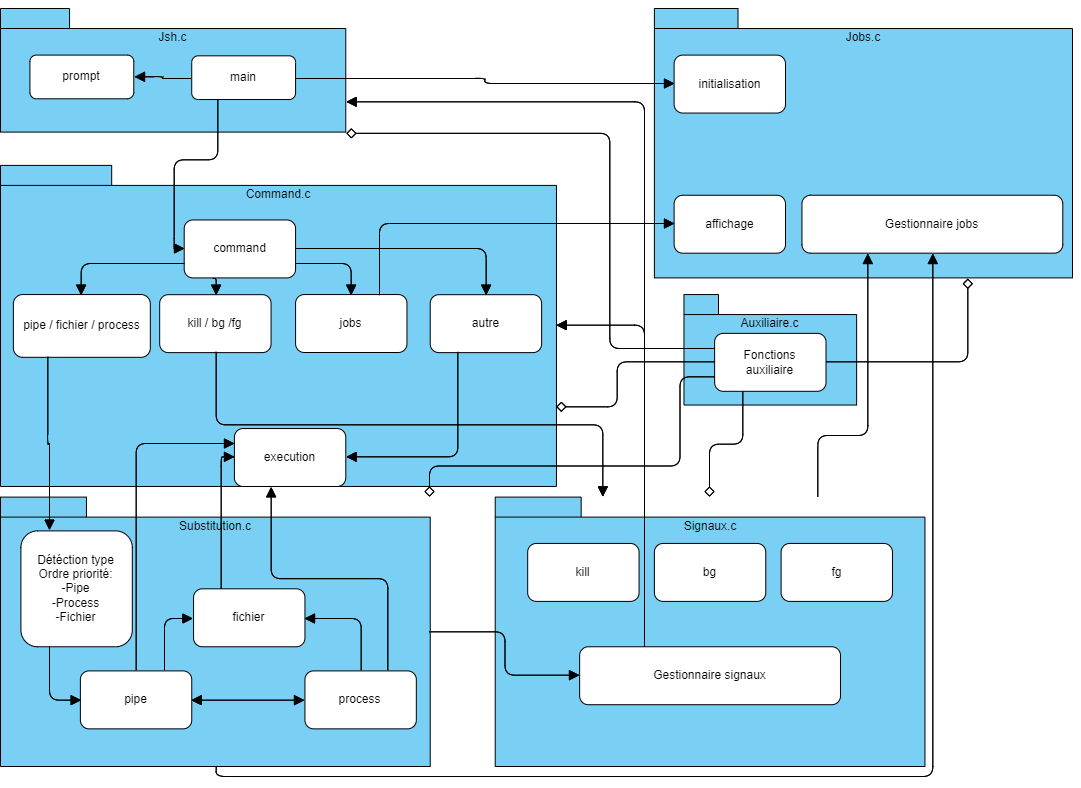 Jsh.c
prompt
main
Jobs.c
initialisation
affichage
Gestionnaire jobs
Command.c
command
pipe / fichier / process
kill / bg /fg
jobs
autre
execution
Auxiliaire.c
Fonctions
auxiliaire
Substitution.c
Détéction type
Ordre priorité:
-Pipe
-Process
-Fichier
fichier
pipe
process
Signaux.c
kill
bg
fg
Gestionnaire signaux